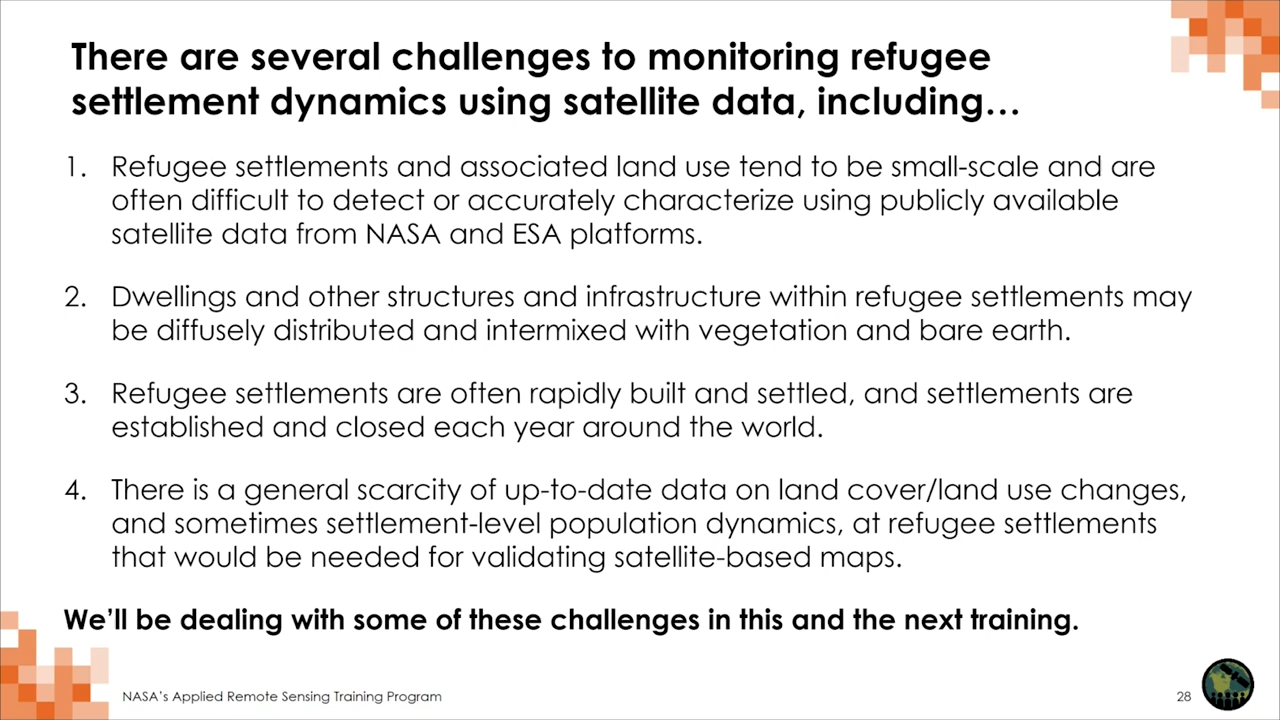 There are several challenges to monitoring refugee
settlement dynamics using satellite data, including…
1. Refugee settlements and associated land use tend to be small-scale and are
often difficult to detect or accurately characterize using publicly available
satellite data from NASA and ESA platforms.
2. Dwellings and other structures and infrastructure within refugee settlements may
be diffusely distributed and intermixed with vegetation and bare earth.
3. Refugee settlements are often rapidly built and settled, and settlements are
established and closed each year around the world.
4. There is a general scarcity of up-to-date data on land cover/land use changes,
and sometimes settlement-level population dynamics, at refugee settlements
that would be needed for validating satellite-based maps.
We’ll be dealing with some of these challenges in this and the next training.
NASA’s Applied Remote Sensing Training Program
28